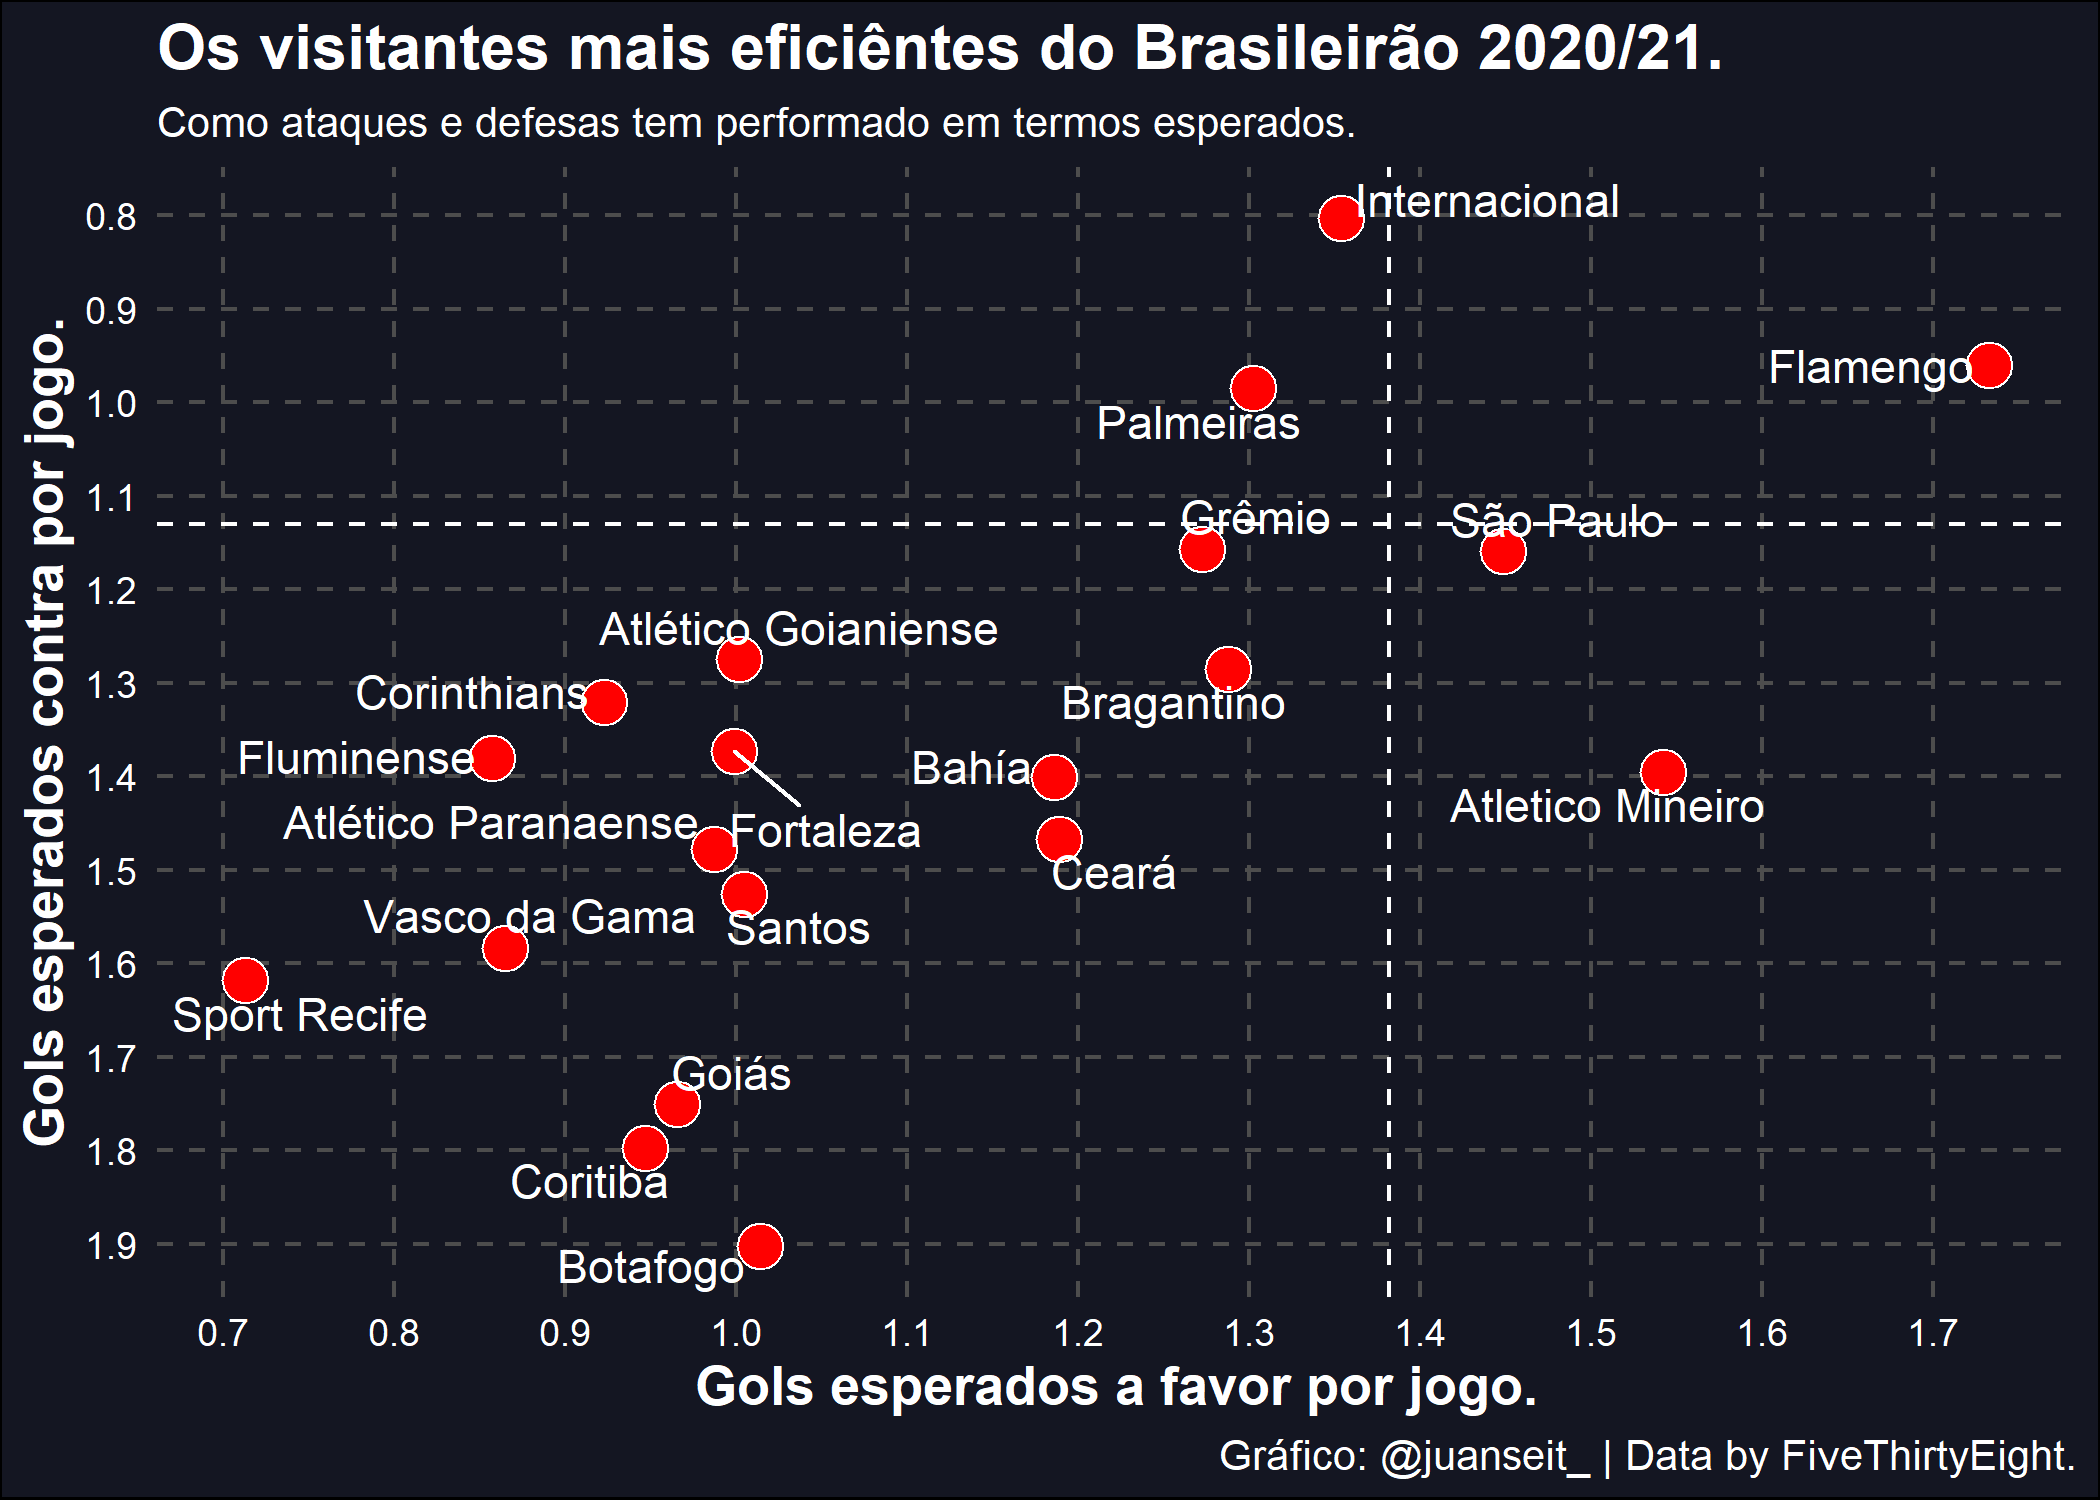 Os visitantes mais eficiêntes do Brasileirão 2020/21.
Como ataques e defesas tem performado em termos esperados.
Gols esperados contra por jogo.
0.8
0.9
1.0
1.1
1.2
1.3
1.4
1.5
1.6
1.7
1.8
1.9
Internacional
Flamengo
Palmeiras
Grêmio
São Paulo
Atlético Goianiense
Corinthians
Bragantino
Fluminense
Bahía
Atletico Mineiro
Atlético Paranaense
Fortaleza
Ceará
Vasco da Gama
Santos
Sport Recife
Goiás
Coritiba
Botafogo
0.7 0.8 0.9 1.0 1.1 1.2 1.3 1.4 1.5 1.6 1.7
Gols esperados a favor por jogo.
Gráfico: @juanseit_ | Data by FiveThirtyEight.